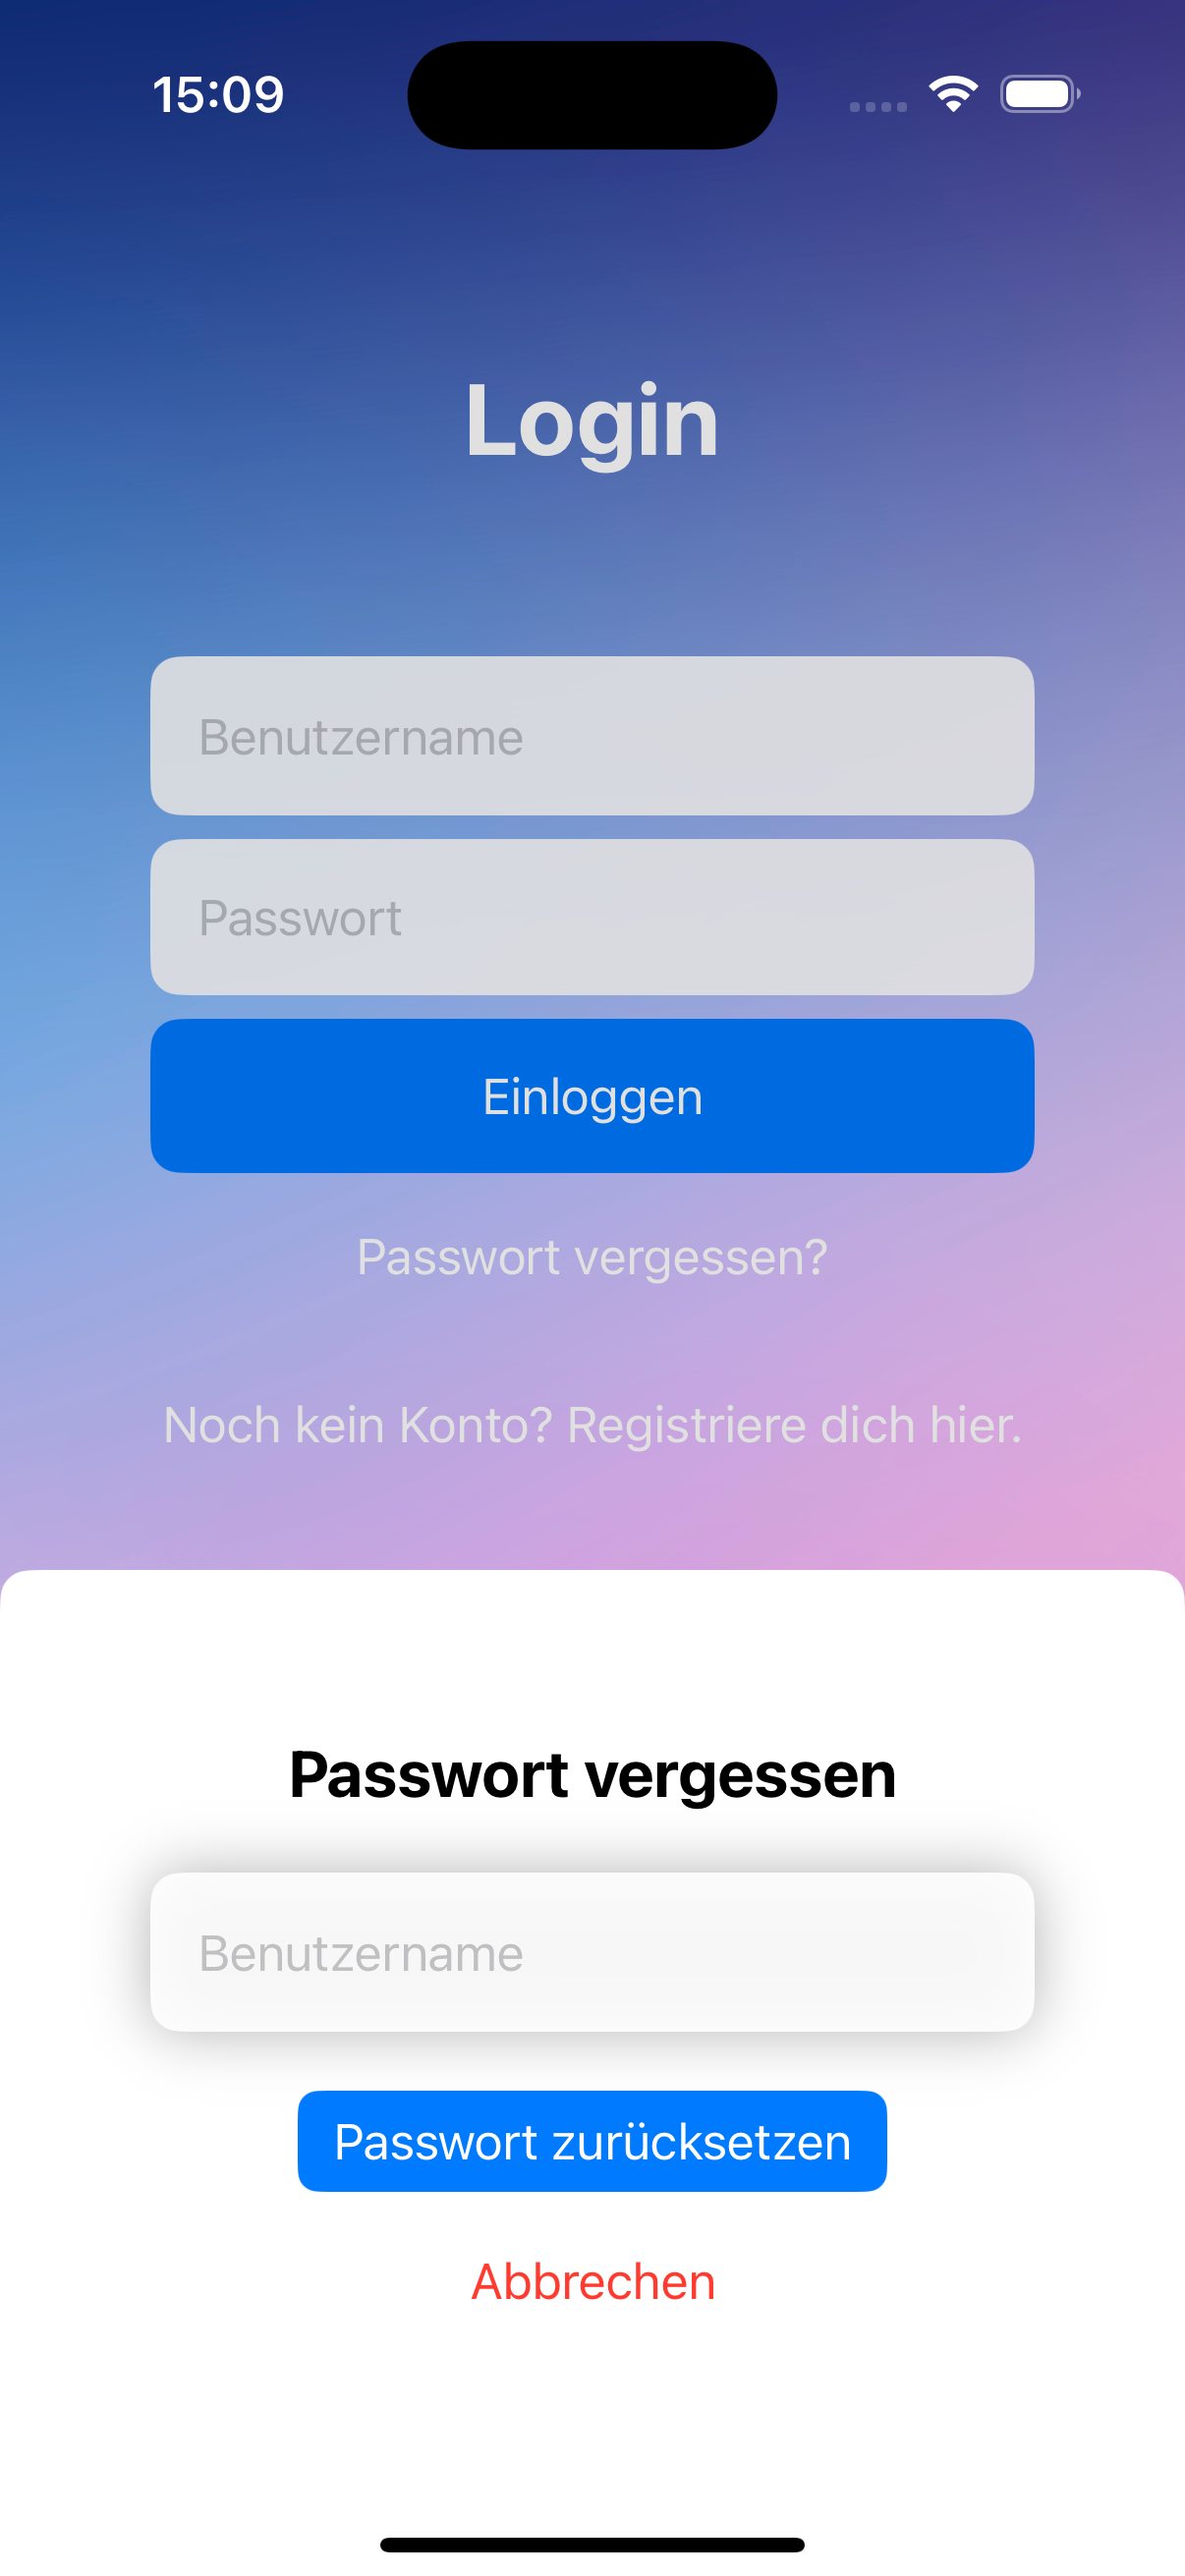 15:09
Login
Benutzername
Passwort
Einloggen
Passwort vergessen?
Noch kein Konto? Registriere dich hier.
Passwort vergessen
Benutzername
Passwort zurücksetzen
Abbrechen